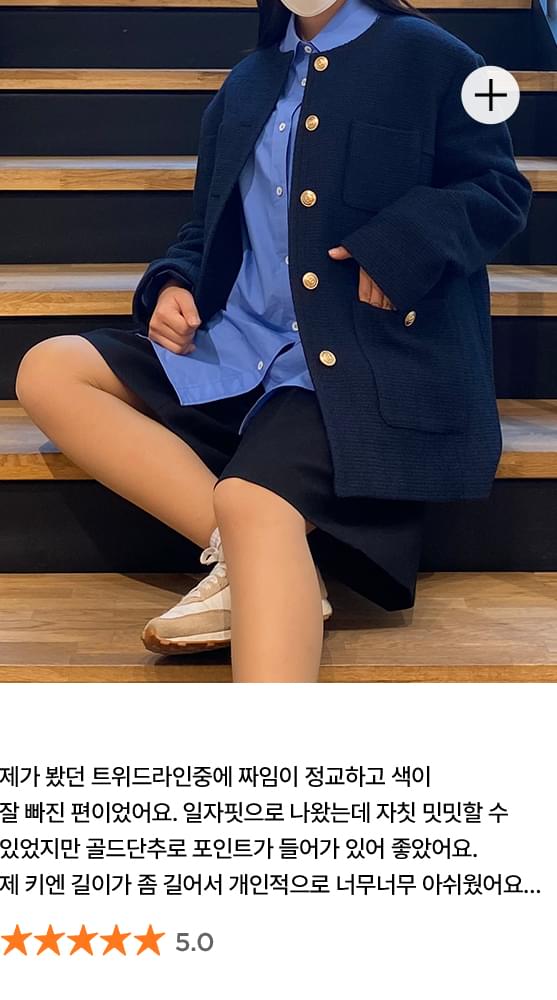 제가 봤던 트위드라인중에 짜임이 정교하고 색이
잘 빠진 편이었어요. 일자핏으로 나왔는데 자칫 밋밋할 수
있었지만 골드단추로 포인트가 들어가 있어 좋았어요.
제 키엔 길이가 좀 길어서 개인적으로 너무너무 아쉬웠어요...
5.0